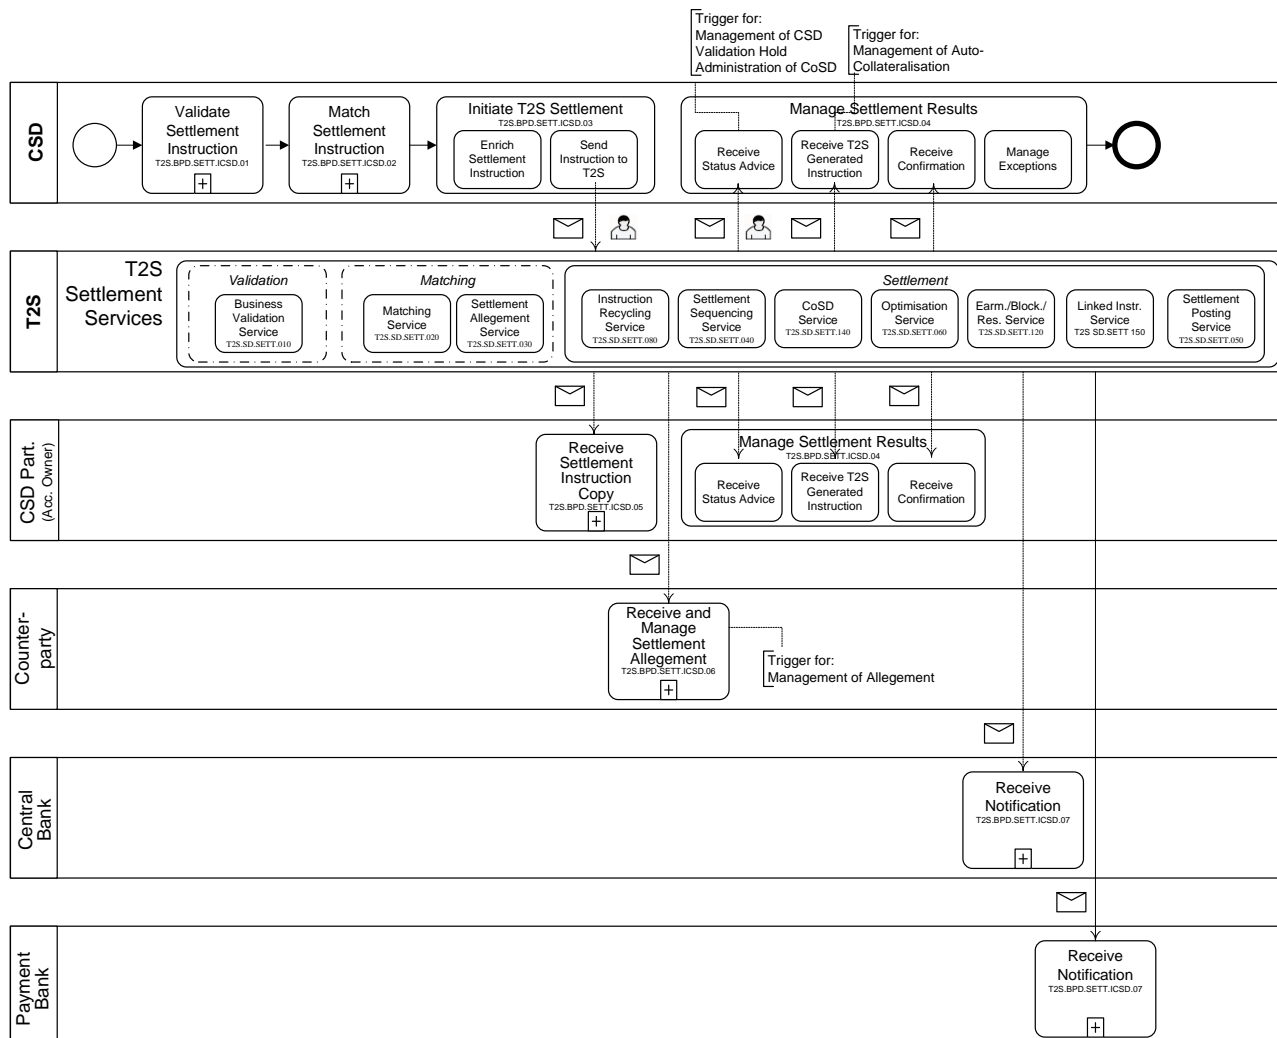 Trigger for:
Management of CSD
Validation Hold
Administration of CoSD
Trigger for:
Management of Auto-
Collateralisation
CSD
Validate
Settlement
Instruction
T2S.BPD.SETT.ICSD.01
Match
Settlement
Instruction
T2S.BPD.SETT.ICSD.02
Initiate T2S Settlement
T2S.BPD.SETT.ICSD.03
Enrich
Settlement
Instruction
Send
Instruction to
T2S
Manage Settlement Results
T2S.BPD.SETT.ICSD.04
Receive
Status Advice
Receive T2S
Generated
Instruction
Receive
Confirmation
Manage
Exceptions
T2S
T2S
Settlement
Services
Validation
Business
Validation
Service
T2S.SD.SETT.010
Matching
Matching
Service
T2S.SD.SETT.020
Settlement
Allegement
Service
T2S.SD.SETT.030
Settlement
Instruction
Recycling
Service
T2S.SD.SETT.080
Settlement
Sequencing
Service
T2S.SD.SETT.040
CoSD
Service
T2S.SD.SETT.140
Optimisation
Service
T2S.SD.SETT.060
Earm./Block./
Res. Service
T2S.SD.SETT.120
Linked Instr.
Service
T2S SD.SETT 150
Settlement
Posting
Service
T2S.SD.SETT.050
CSD Part.
(Acc. Owner)
Receive
Settlement
Instruction
Copy
T2S.BPD.SETT.ICSD.05
Manage Settlement Results
T2S.BPD.SETT.ICSD.04
Receive
Status Advice
Receive T2S
Generated
Instruction
Receive
Confirmation
Counter-
party
Receive and
Manage
Settlement
Allegement
T2S.BPD.SETT.ICSD.06
Trigger for:
Management of Allegement
Central
Bank
Receive
Notification
T2S.BPD.SETT.ICSD.07
Payment
Bank
Receive
Notification
T2S.BPD.SETT.ICSD.07